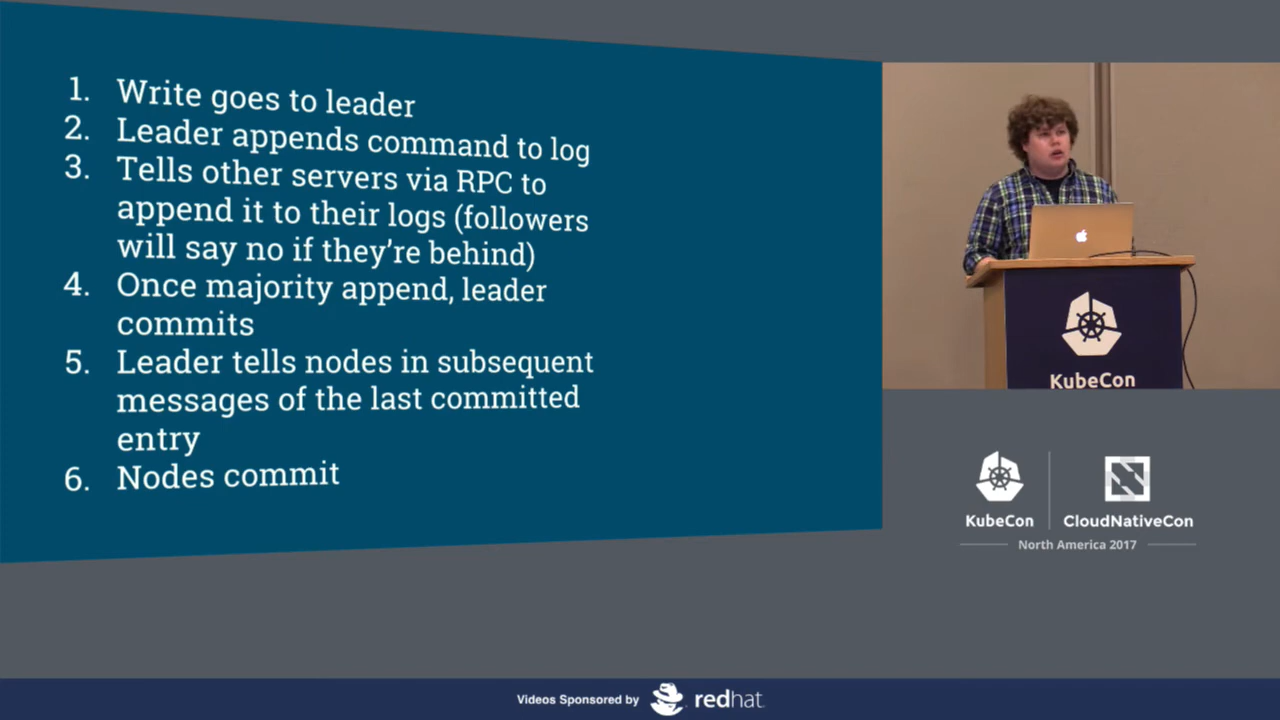 1. Write goes to leader
2. Leader appends command to log
3. Tells other servers via RPC to
append it to their logs (followers
will say no if they're behind)
4. Once majority append, leader
commits
5. Leader tells nodes in subsequent
messages of the last committed
entry
6. Nodes commit
KubeCon
KubeCon
CloudNativeCon
North America 2017
Videos Sponsored by redhat.